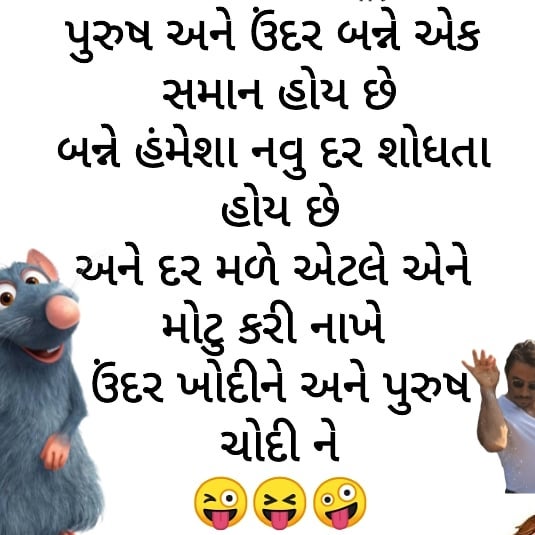 પુરુષ અને ઉંદર બન્ને એક
સમાન હોય છે
બન્ને હંમેશા નવુ દર શોધતા
હોય છે
અને દર મળે એટલે એને
મોટુ કરી નાખે
ઉંદર ખોદીને અને પુરુષ
ચોદી ને
😜😝🤪